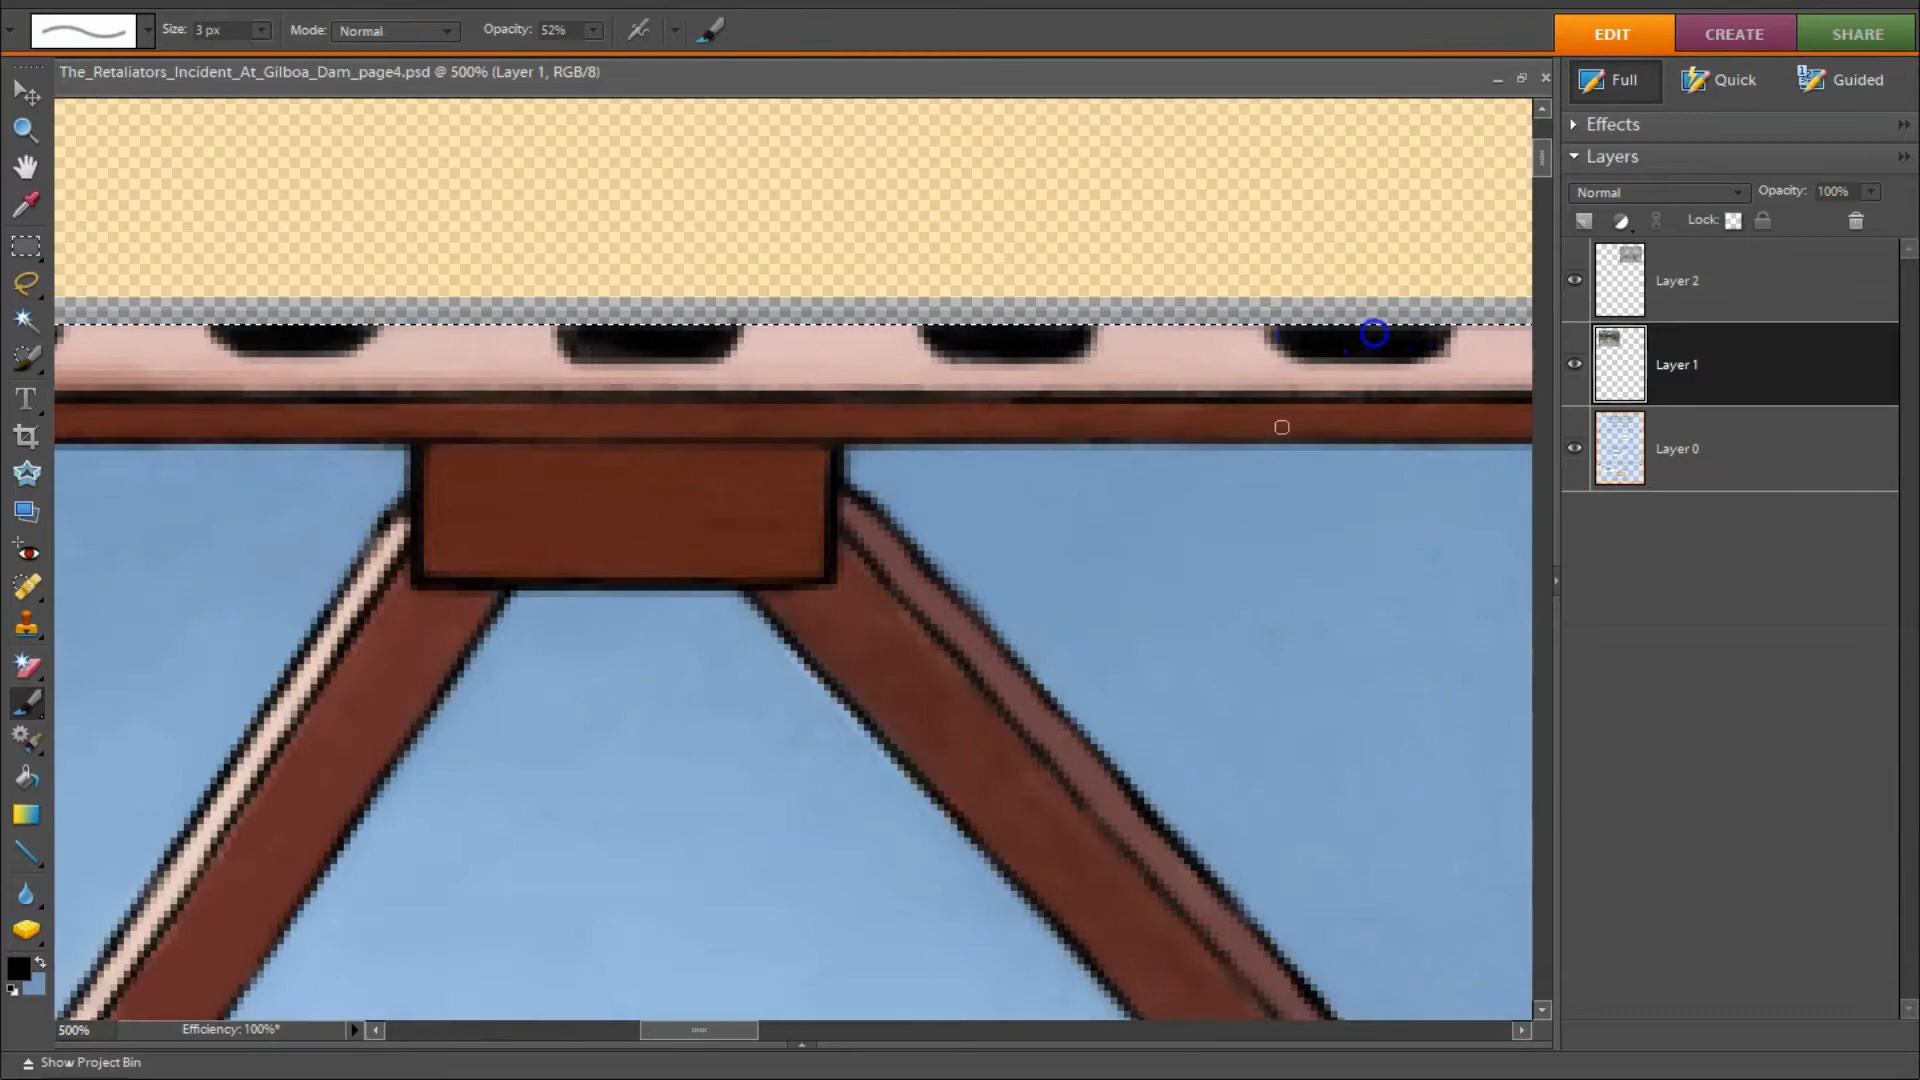 Size: 3 px Mode: Normal Opacity: 52%
EDIT CREATE SHARE
The_Retaliators_Incident_At_Gilboa_Dam_page4.psd @ 500% (Layer 1, RGB/8)
Full Quick Guided
Effects
Layers
Normal Opacity: 100%
Lock:
Layer 2
Layer 1
Layer 0
500% Efficiency: 100%*
Show Project Bin